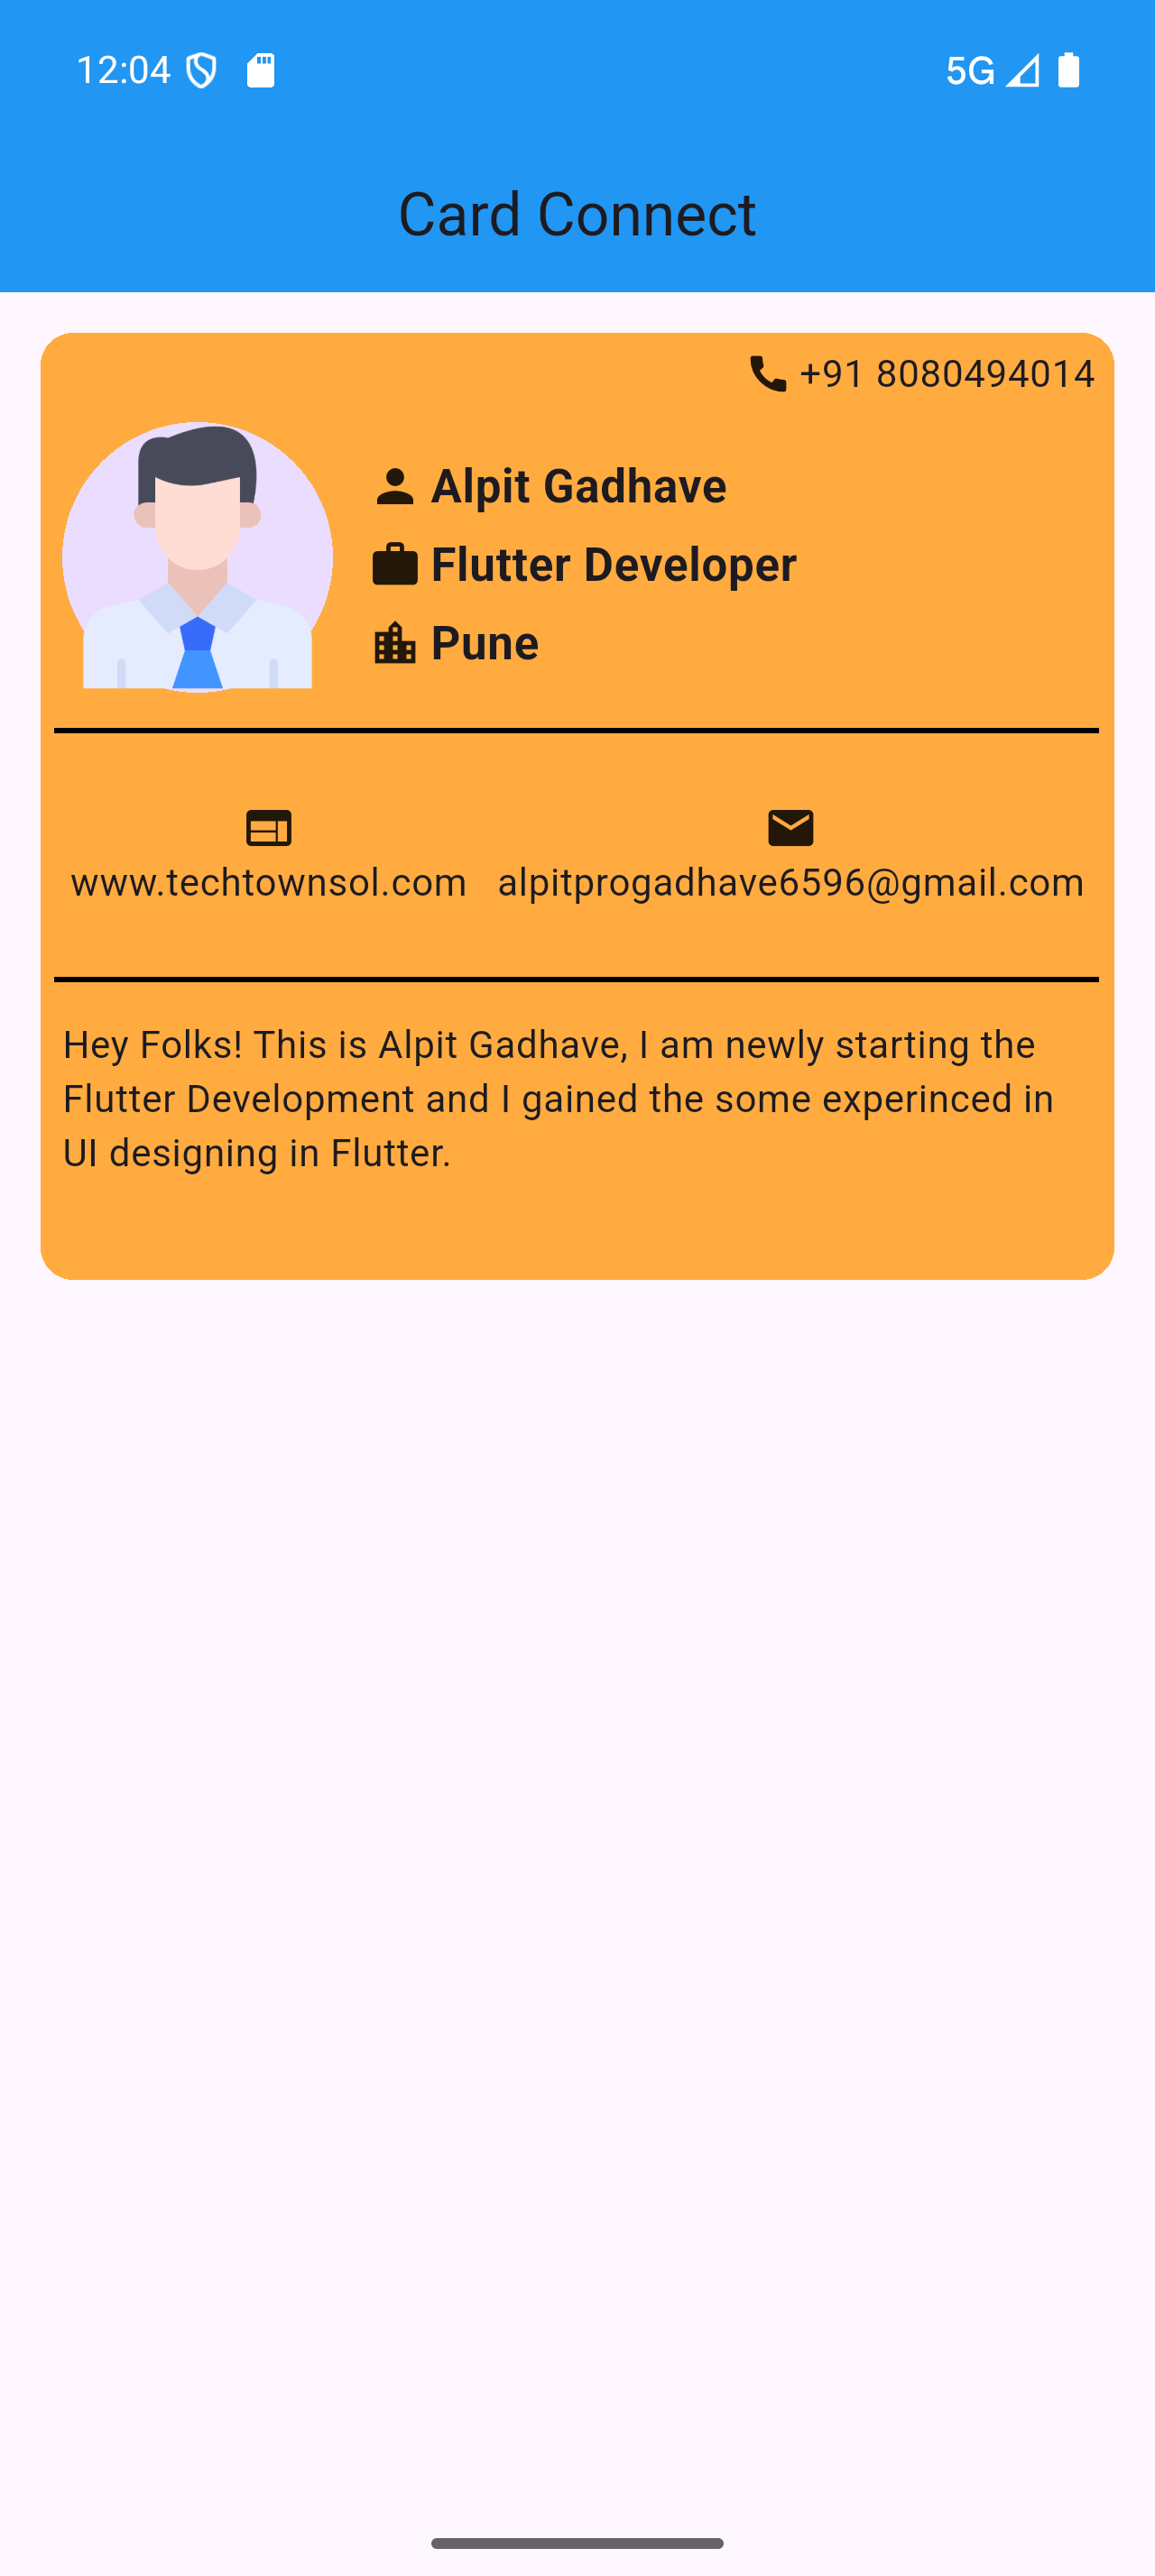 12:04
5G
Card Connect
+91 8080494014
Alpit Gadhave
Flutter Developer
Pune
www.techtownsol.com
alpitprogadhave6596@gmail.com
Hey Folks! This is Alpit Gadhave, I am newly starting the
Flutter Development and I gained the some experinced in
UI designing in Flutter.